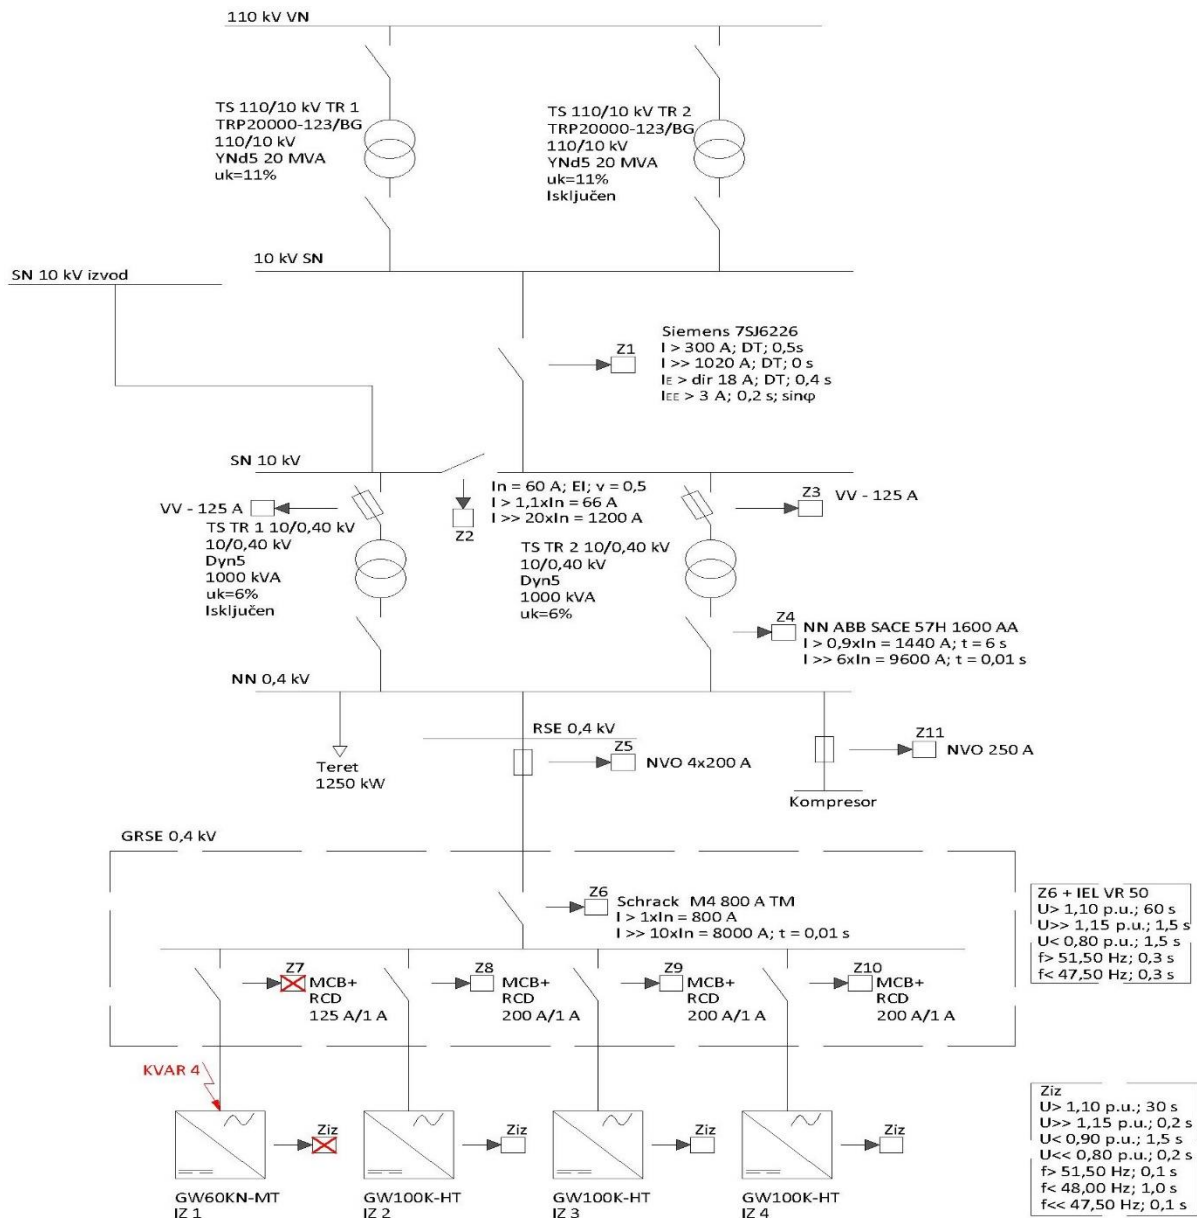 110 kV VN
TS 110/10 kV TR 1
TRP20000-123/BG
110/10 kV
YNd5 20 MVA
uk=11%
TS 110/10 kV TR 2
TRP20000-123/BG
110/10 kV
YNd5 20 MVA
uk=11%
Isključen
10 kV SN
SN 10 kV izvod
Z1
Siemens 7SJ6226
I > 300 A; DT; 0,5s
I >> 1020 A; DT; 0 s
IE > dir 18 A; DT; 0,4 s
IEE > 3 A; 0,2 s; sinφ
SN 10 kV
VV - 125 A
TS TR 1 10/0,40 kV
10/0,40 kV
Dyn5
1000 kVA
uk=6%
Isključen
Z2
In = 60 A; EI; v = 0,5
I > 1,1xIn = 66 A
I >> 20xIn = 1200 A
TS TR 2 10/0,40 kV
10/0,40 kV
Dyn5
1000 kVA
uk=6%
Z3
VV - 125 A
Z4
NN ABB SACE 57H 1600 AA
I > 0,9xIn = 1440 A; t = 6 s
I >> 6xIn = 9600 A; t = 0,01 s
NN 0,4 kV
Teret
1250 kW
RSE 0,4 kV
Z5
NVO 4x200 A
Z11
NVO 250 A
Kompresor
GRSE 0,4 kV
Z6
Schrack M4 800 A TM
I > 1xIn = 800 A
I >> 10xIn = 8000 A; t = 0,01 s
Z6 + IEL VR 50
U> 1,10 p.u.; 60 s
U>> 1,15 p.u.; 1,5 s
U< 0,80 p.u.; 1,5 s
f> 51,50 Hz; 0,3 s
f< 47,50 Hz; 0,3 s
Z7
MCB+
RCD
125 A/1 A
Z8
MCB+
RCD
200 A/1 A
Z9
MCB+
RCD
200 A/1 A
Z10
MCB+
RCD
200 A/1 A
KVAR 4
Ziz
Ziz
Ziz
Ziz
GW60KN-MT
IZ 1
GW100K-HT
IZ 2
GW100K-HT
IZ 3
GW100K-HT
IZ 4
Ziz
U> 1,10 p.u.; 30 s
U>> 1,15 p.u.; 0,2 s
U< 0,90 p.u.; 1,5 s
U<< 0,80 p.u.; 0,2 s
f> 51,50 Hz; 0,1 s
f< 48,00 Hz; 1,0 s
f<< 47,50 Hz; 0,1 s